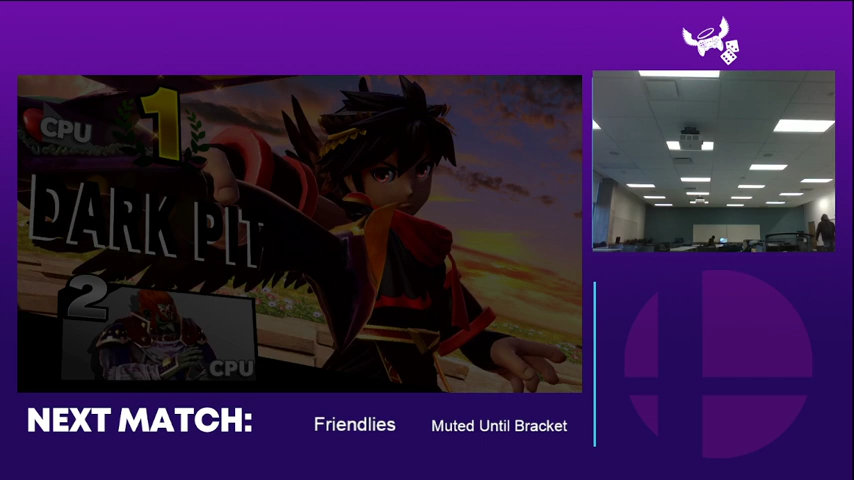 CPU
1
DARK PIT
2
CPU
NEXT MATCH:
Friendlies
Muted Until Bracket